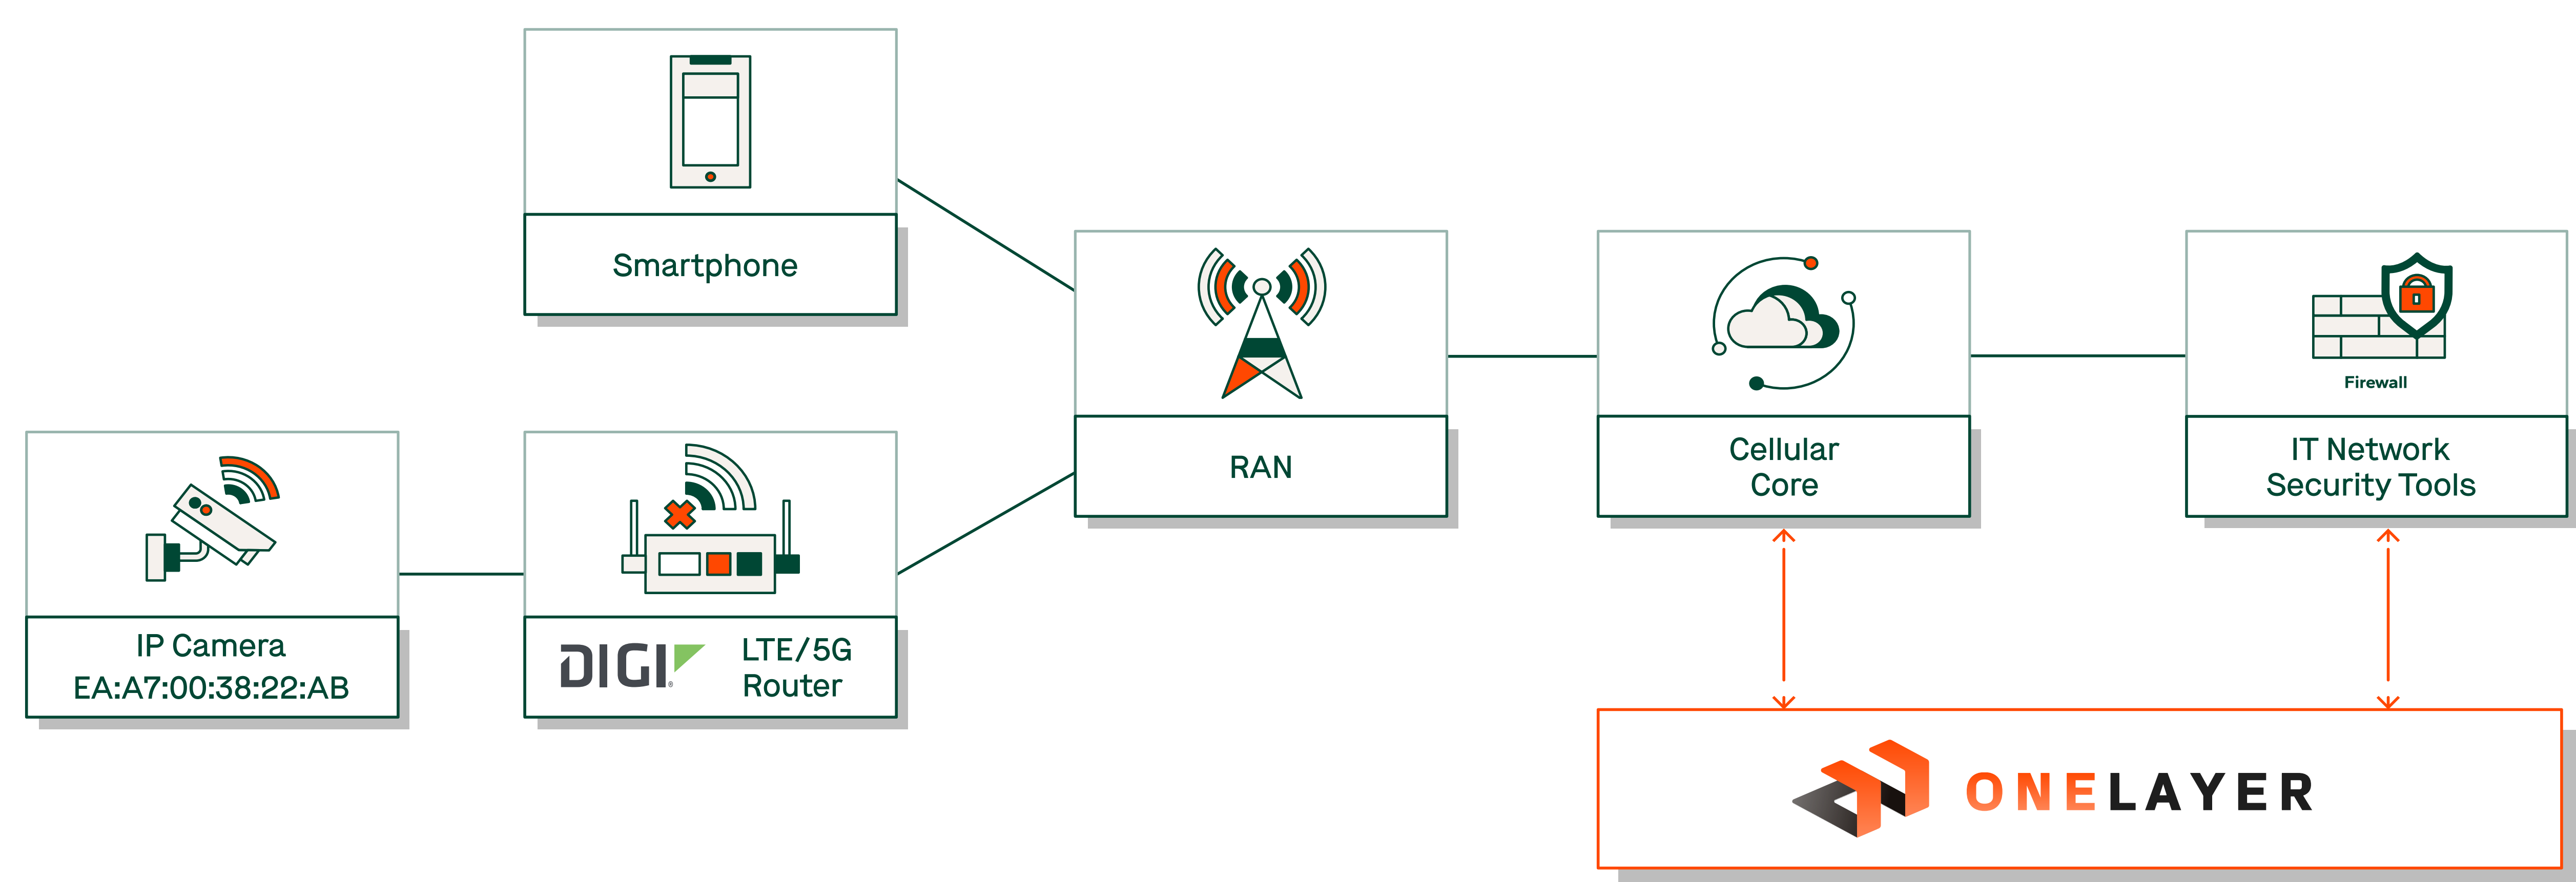 Smartphone
RAN
Cellular
Core
Firewall
IT Network
Security Tools
IP Camera
EA:A7:00:38:22:AB
DIGI®
LTE/5G
Router
ONELAYER